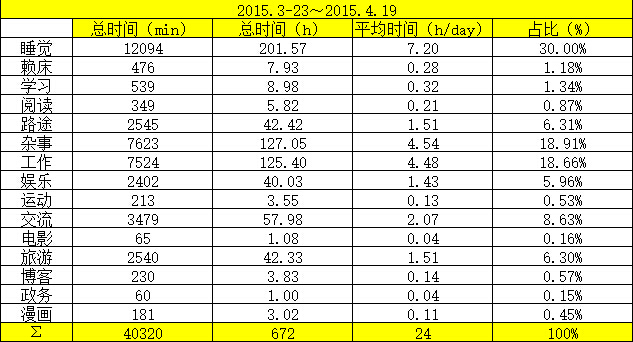 2015.3-23～2015.4.19
总时间（min） 总时间（h） 平均时间（h/day） 占比（%）
睡觉 12094 201.57 7.20 30.00%
赖床 476 7.93 0.28 1.18%
学习 539 8.98 0.32 1.34%
阅读 349 5.82 0.21 0.87%
路途 2545 42.42 1.51 6.31%
杂事 7623 127.05 4.54 18.91%
工作 7524 125.40 4.48 18.66%
娱乐 2402 40.03 1.43 5.96%
运动 213 3.55 0.13 0.53%
交流 3479 57.98 2.07 8.63%
电影 65 1.08 0.04 0.16%
旅游 2540 42.33 1.51 6.30%
博客 230 3.83 0.14 0.57%
政务 60 1.00 0.04 0.15%
漫画 181 3.02 0.11 0.45%
Σ 40320 672 24 100%